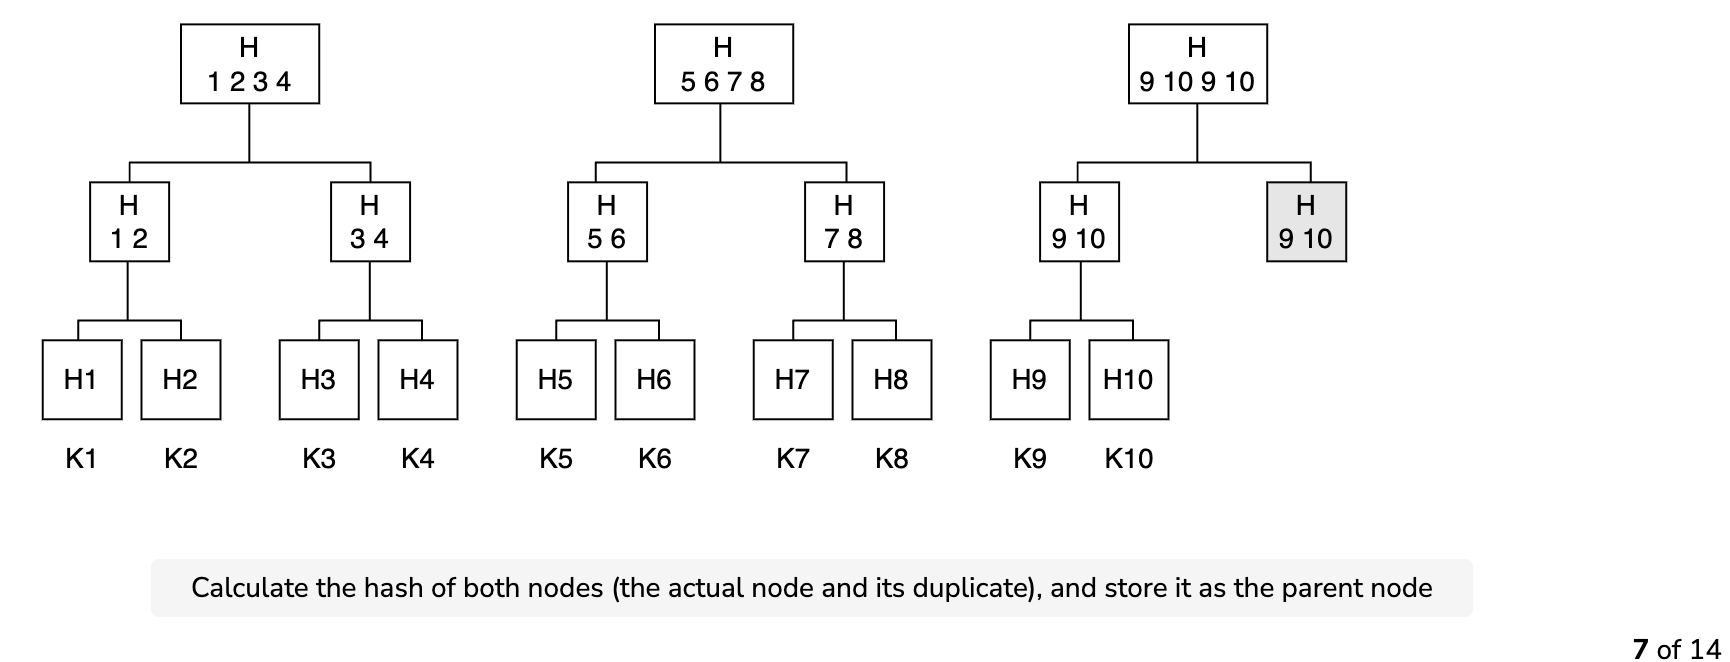 H
1 2 3 4
H
5 6 7 8
H
9 10 9 10
H
1 2
H
3 4
H
5 6
H
7 8
H
9 10
H
9 10
H1
H2
H3
H4
H5
H6
H7
H8
H9
H10
K1
K2
K3
K4
K5
K6
K7
K8
K9
K10
Calculate the hash of both nodes (the actual node and its duplicate), and store it as the parent node
7 of 14